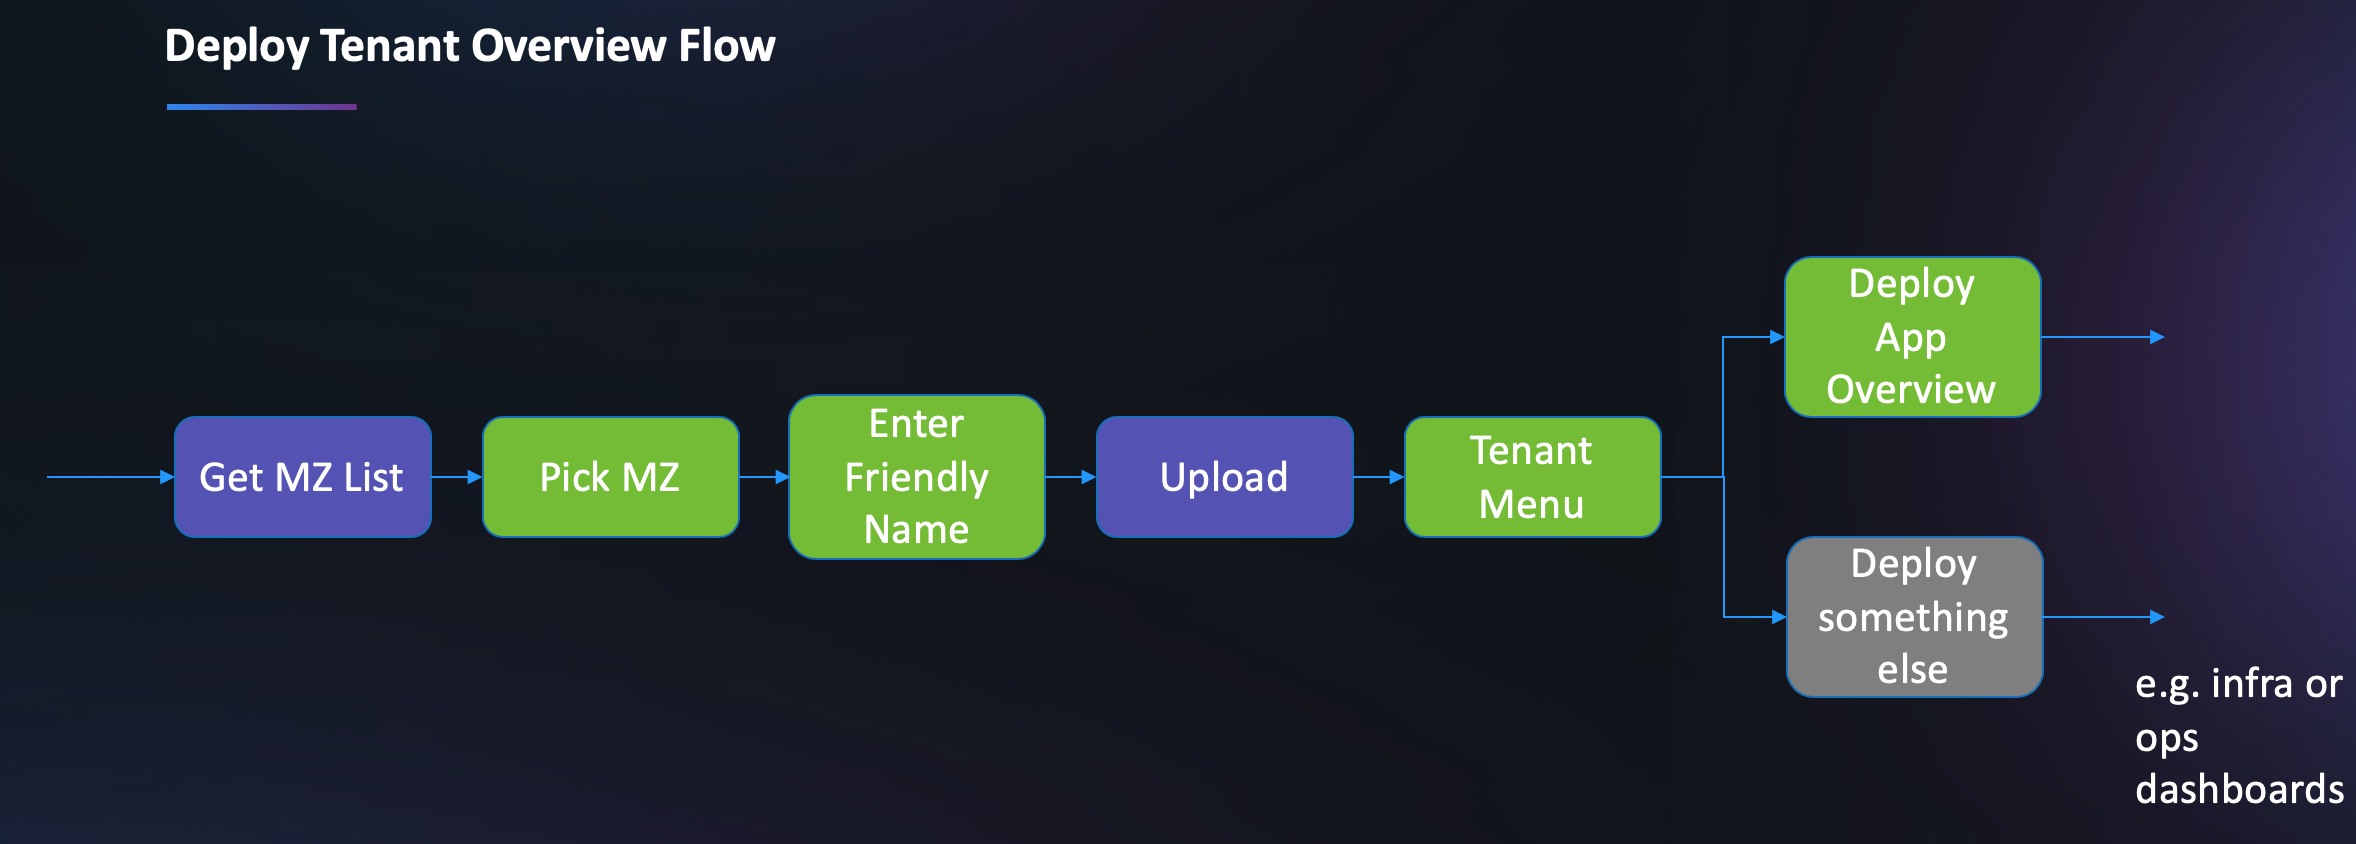 Deploy Tenant Overview Flow
Get MZ List
Pick MZ
Enter
Friendly
Name
Upload
Tenant
Menu
Deploy
App
Overview
Deploy
something
else
e.g. infra or
ops
dashboards